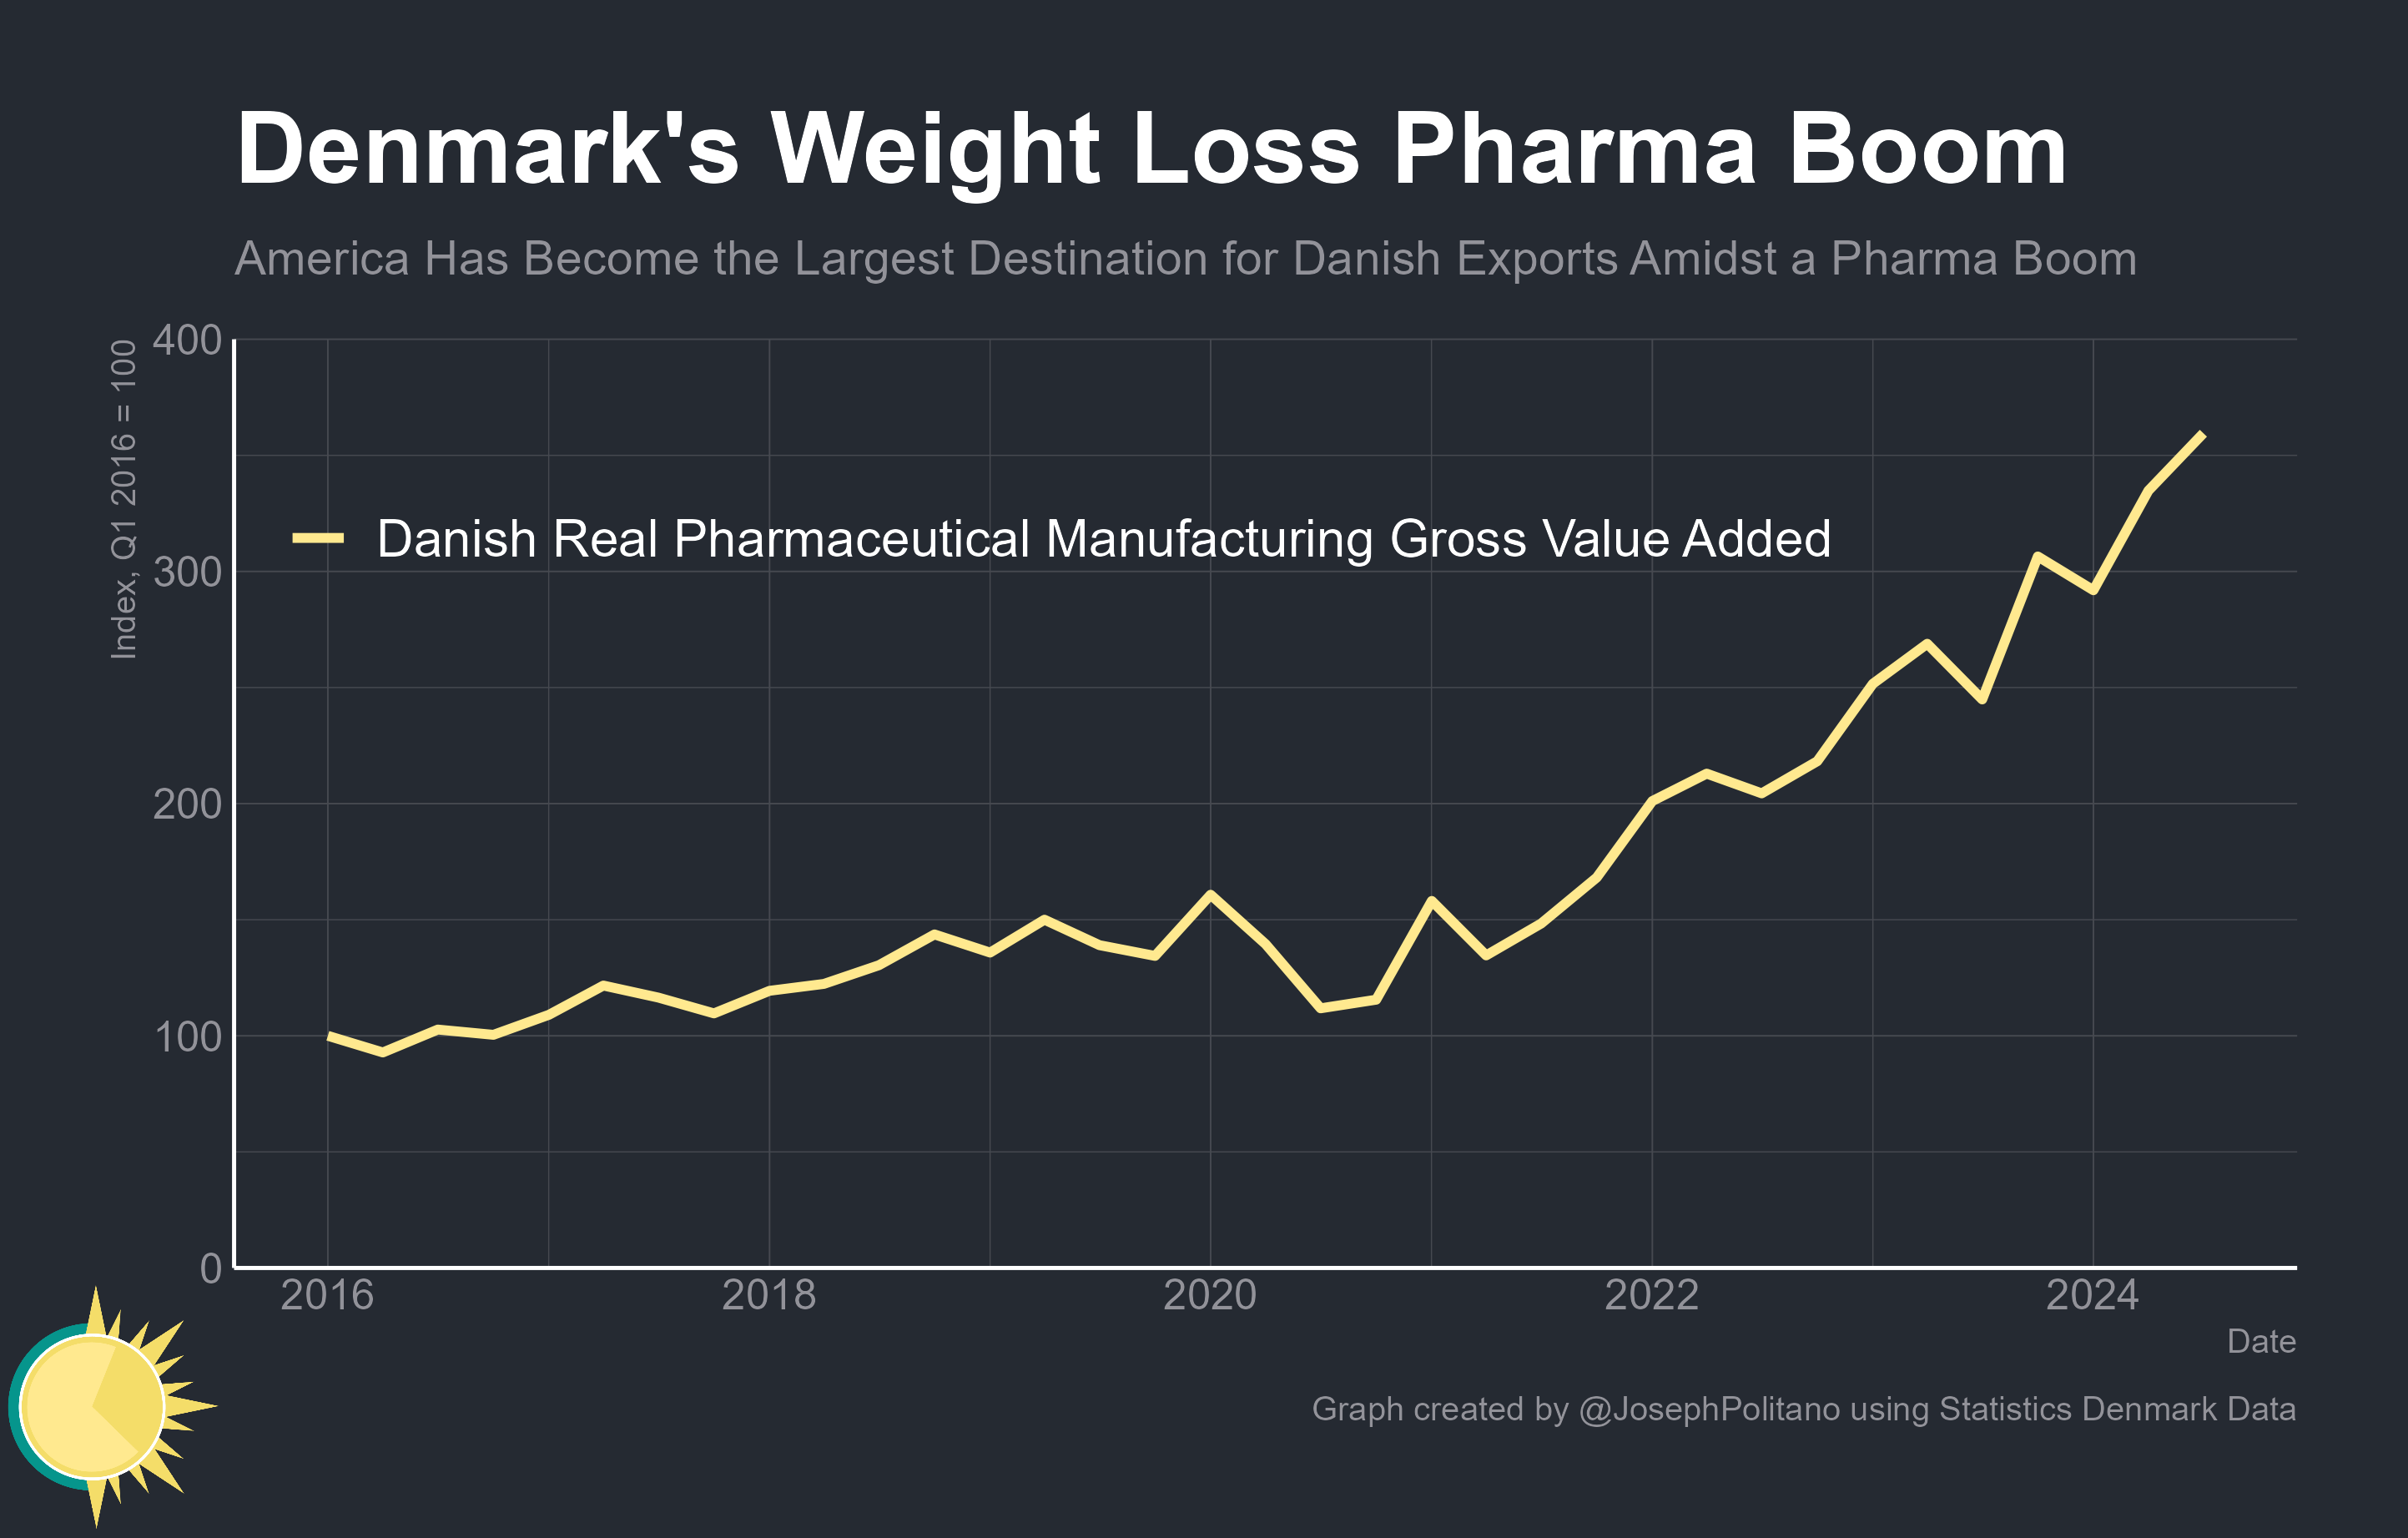 Denmark's Weight Loss Pharma Boom
America Has Become the Largest Destination for Danish Exports Amidst a Pharma Boom
Index, Q1 2016 = 100
400
300
200
100
0
Danish Real Pharmaceutical Manufacturing Gross Value Added
2016 2018 2020 2022 2024
Date
Graph created by @JosephPolitano using Statistics Denmark Data